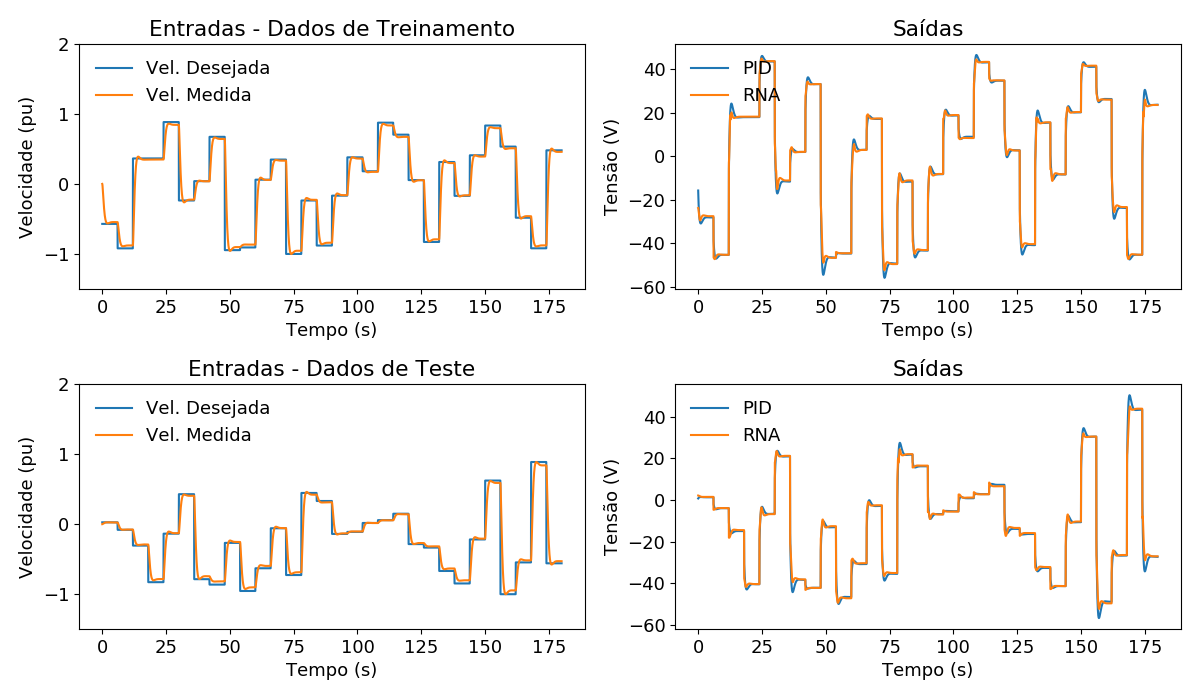 Entradas - Dados de Treinamento
Vel. Desejada
Vel. Medida
2
1
0
−1
Velocidade (pu)
0 25 50 75 100 125 150 175
Tempo (s)
Saídas
PID
RNA
40
20
0
−20
−40
−60
Tensão (V)
0 25 50 75 100 125 150 175
Tempo (s)
Entradas - Dados de Teste
Vel. Desejada
Vel. Medida
2
1
0
−1
Velocidade (pu)
0 25 50 75 100 125 150 175
Tempo (s)
Saídas
PID
RNA
40
20
0
−20
−40
−60
Tensão (V)
0 25 50 75 100 125 150 175
Tempo (s)